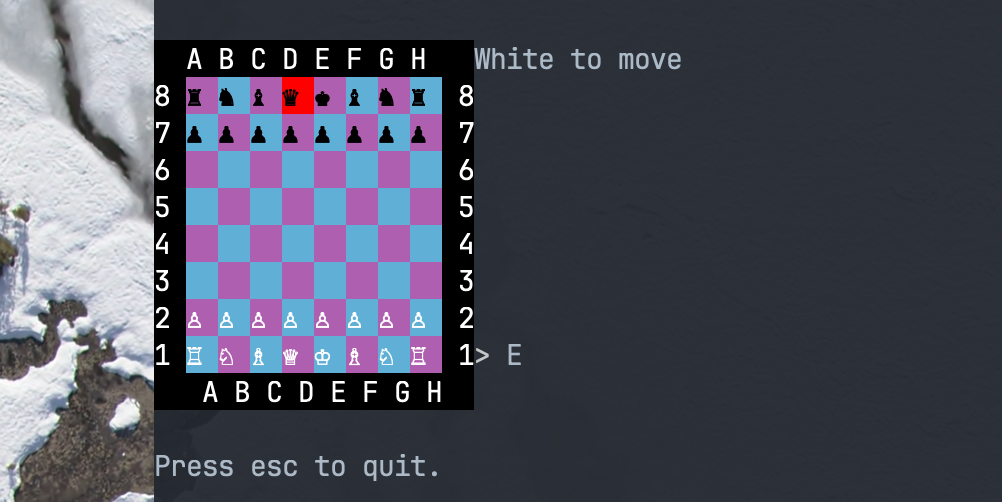 A B C D E F G H White to move
8 ♜ ♞ ♝ ♛ ♚ ♝ ♞ ♜ 8
7 ♟ ♟ ♟ ♟ ♟ ♟ ♟ ♟ 7
6 6
5 5
4 4
3 3
2 ♙ ♙ ♙ ♙ ♙ ♙ ♙ ♙ 2
1 ♖ ♘ ♗ ♕ ♔ ♗ ♘ ♖ 1> E
A B C D E F G H
Press esc to quit.